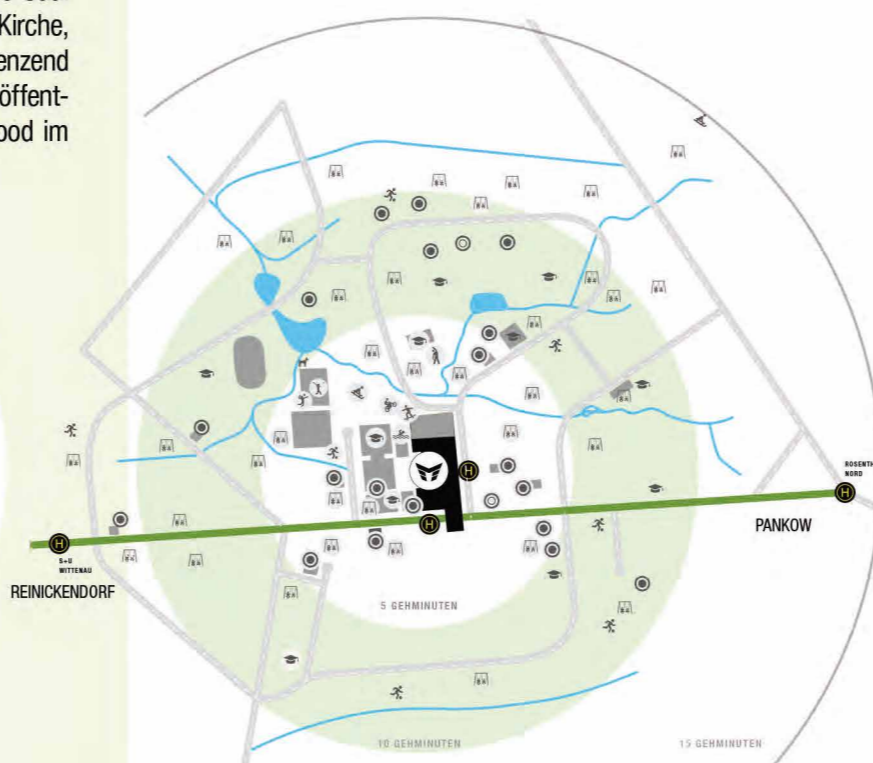 Kirche,
enzend
öffent-
ood im
H
H
H
H
ROSENTH
NORD
PANKOW
S+U
WITTENAU
REINICKENDORF
5 GEHMINUTEN
10 GEHMINUTEN
15 GEHMINUTEN